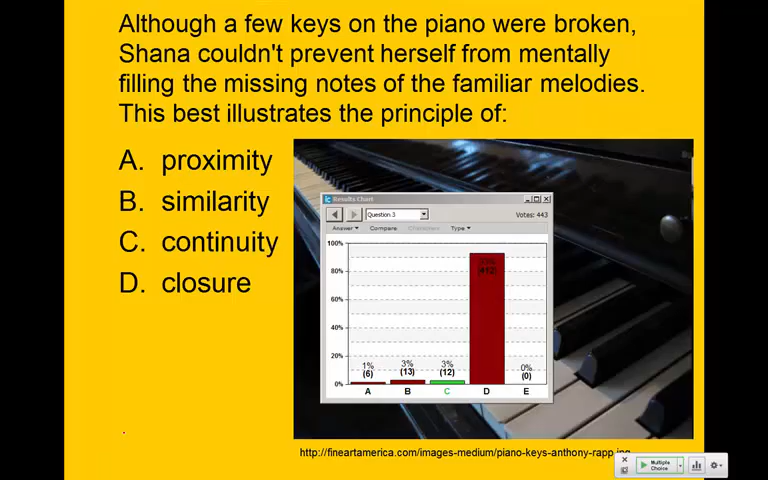 Although a few keys on the piano were broken,
Shana couldn't prevent herself from mentally
filling the missing notes of the familiar melodies.
This best illustrates the principle of:
A. proximity
B. similarity
C. continuity
D. closure
Results Chart
Question 3
Votes: 443
Answer Compare Type
100%
80%
60%
40%
20%
0%
1%
(6)
3%
(13)
3%
(12)
(412)
0%
(0)
A B C D E
http://fineartamerica.com/images-medium/piano-keys-anthony-rapp.jpg
Multiple
Choice